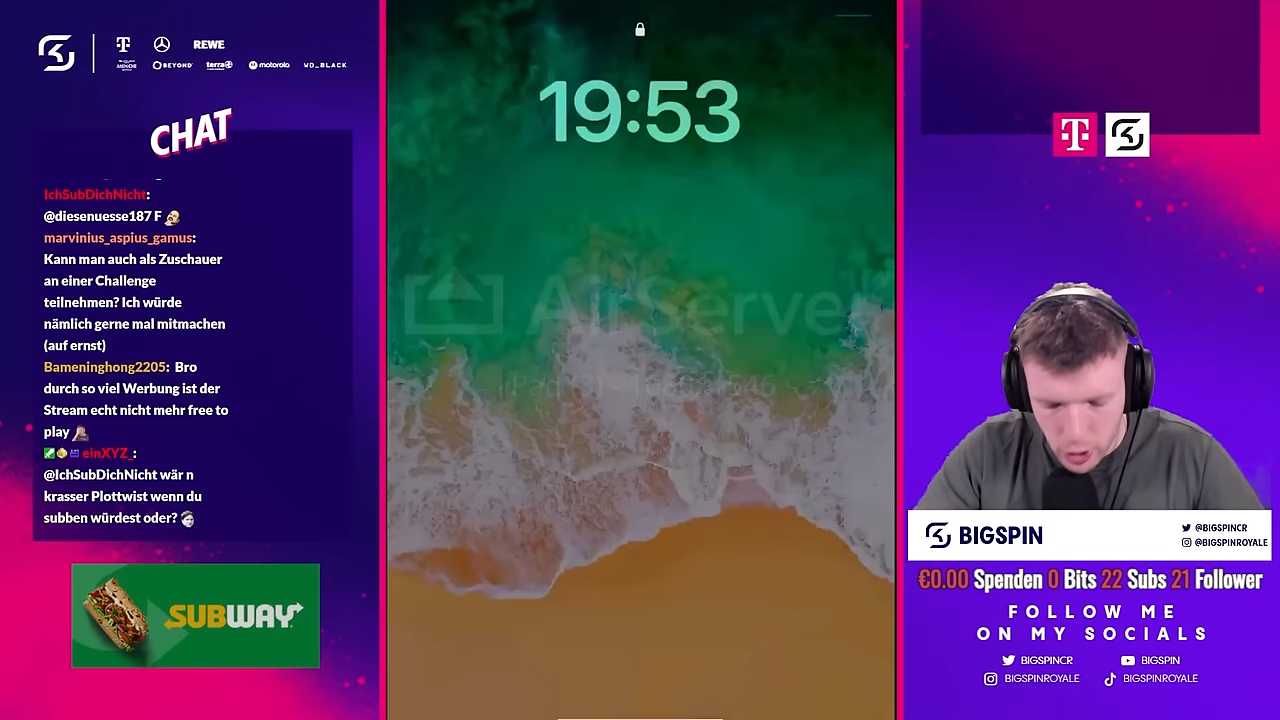 T
REWE
BEYOND
terra
motorola
WD_BLACK
CHAT
IchSubDichNicht:
@diesenuesse187 F
marvinius_aspius_gamus:
Kann man auch als Zuschauer
an einer Challenge
teilnehmen? Ich würde
nämlich gerne mal mitmachen
(auf ernst)
Bameninghong2205: Bro
durch so viel Werbung ist der
Stream echt nicht mehr free to
play
einXYZ_:
@IchSubDichNicht wär n
krasser Plottwist wenn du
subben würdest oder?
SUBWAY
19:53
AirServer
T
BIGSPIN
@BIGSPINCR
@BIGSPINROYALE
€0.00 Spenden 0 Bits 22 Subs 21 Follower
FOLLOW ME
ON MY SOCIALS
BIGSPINCR
BIGSPIN
BIGSPINROYALE
BIGSPINROYALE